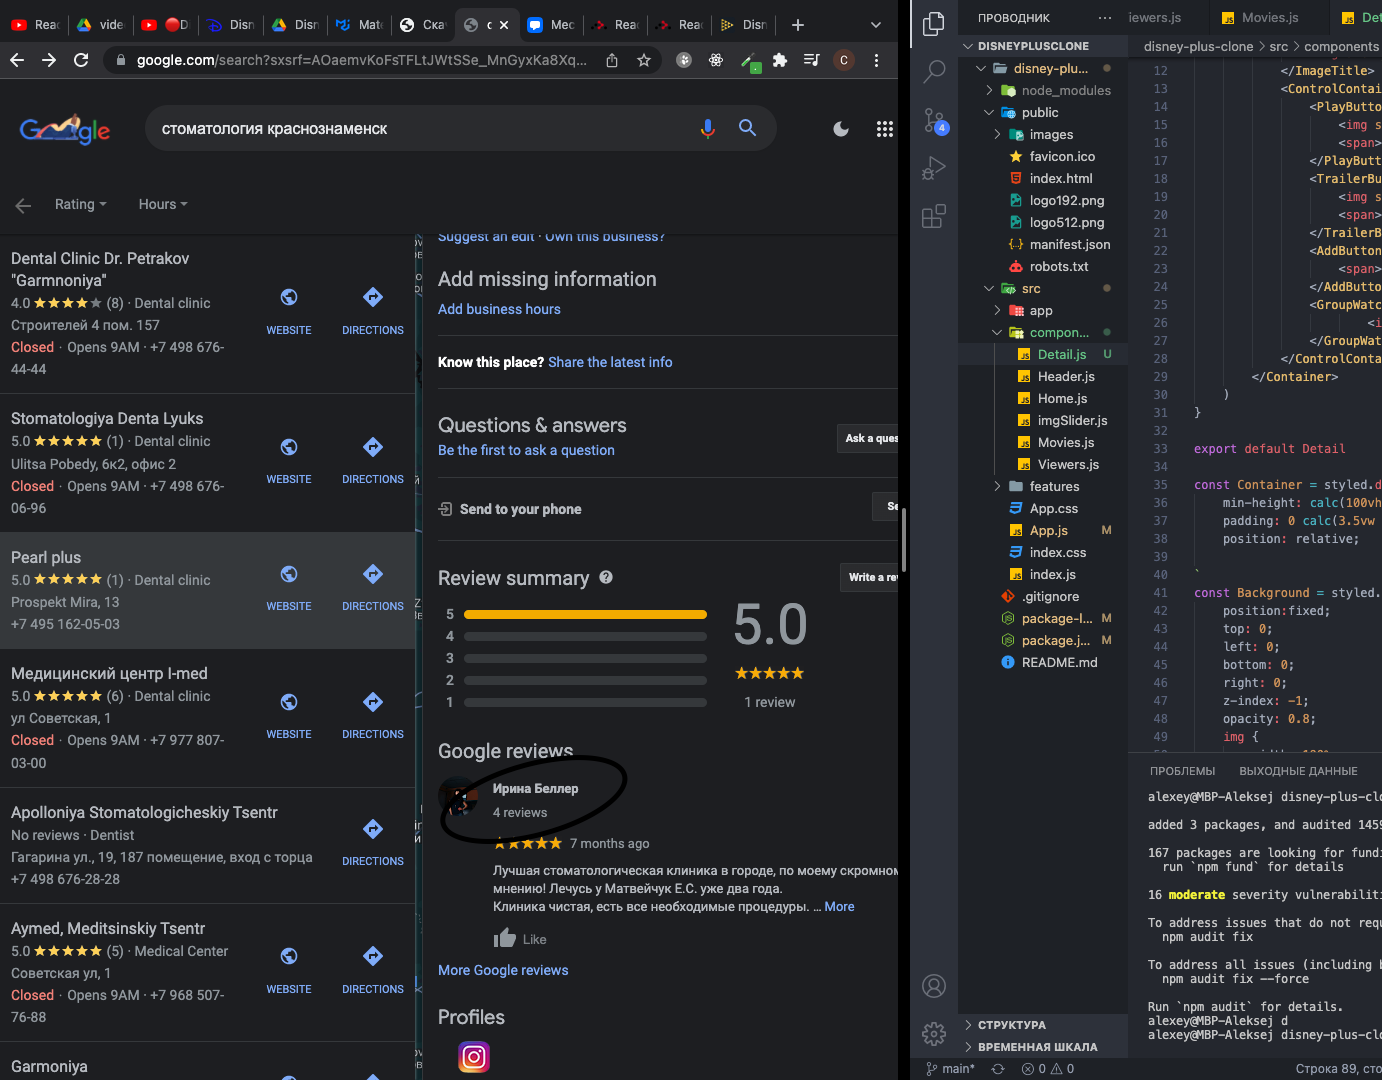 Reac
video
Di
Disn
Disn
Mate
Ска
с
Мес
Reac
Reac
Disn
google.com/search?sxsrf=AOaemvKoFsTFLtJWtSSe_MnGyxKa8Xq...
C
Google
стоматология краснознаменск
Rating
Hours
Dental Clinic Dr. Petrakov
"Garmnoniya"
4.0 ★★★★★ (8) · Dental clinic
Строителей 4 пом. 157
Closed · Opens 9AM · +7 498 676-
44-44
WEBSITE
DIRECTIONS
Stomatologiya Denta Lyuks
5.0 ★★★★★ (1) · Dental clinic
Ulitsa Pobedy, 6к2, офис 2
Closed · Opens 9AM · +7 498 676-
06-96
WEBSITE
DIRECTIONS
Pearl plus
5.0 ★★★★★ (1) · Dental clinic
Prospekt Mira, 13
+7 495 162-05-03
WEBSITE
DIRECTIONS
Медицинский центр I-med
5.0 ★★★★★ (6) · Dental clinic
ул Советская, 1
Closed · Opens 9AM · +7 977 807-
03-00
WEBSITE
DIRECTIONS
Apolloniya Stomatologicheskiy Tsentr
No reviews · Dentist
Гагарина ул., 19, 187 помещение, вход с торца
+7 498 676-28-28
DIRECTIONS
Aymed, Meditsinskiy Tsentr
5.0 ★★★★★ (5) · Medical Center
Советская ул, 1
Closed · Opens 9AM · +7 968 507-
76-88
WEBSITE
DIRECTIONS
Garmoniya
Suggest an edit · Own this business?
Add missing information
Add business hours
Know this place? Share the latest info
Questions & answers
Be the first to ask a question
Ask a ques
Send to your phone
Se
Review summary
Write a rev
5
4
3
2
1
5.0
★★★★★
1 review
Google reviews
Ирина Беллер
4 reviews
★★★★★ 7 months ago
Лучшая стоматологическая клиника в городе, по моему скромном
мнению! Лечусь у Матвейчук Е.С. уже два года.
Клиника чистая, есть все необходимые процедуры. ... More
Like
More Google reviews
Profiles
4
ПРОВОДНИК ...
DISNEYPLUSCLONE
disney-plu...
node_modules
public
images
favicon.ico
index.html
logo192.png
logo512.png
manifest.json
robots.txt
src
app
compon...
Detail.js U
Header.js
Home.js
imgSlider.js
Movies.js
Viewers.js
features
App.css
App.js M
index.css
index.js
.gitignore
package-l... M
package.j... M
README.md
СТРУКТУРА
ВРЕМЕННАЯ ШКАЛА
iewers.js
Movies.js
Det
disney-plus-clone > src > components
12 </ImageTitle>
13 <ControlContai
14 <PlayButto
15 <img s
16 <span>
17 </PlayButt
18 <TrailerBu
19 <img s
20 <span>
21 </TrailerB
22 <AddButton
23 <span>
24 </AddButto
25 <GroupWatc
26 <i
27 </GroupWat
28 </ControlConta
29 </Container>
30 )
31 }
32
33 export default Detail
34
35 const Container = styled.d
36 min-height: calc(100vh
37 padding: 0 calc(3.5vw
38 position: relative;
39
40 `
41 const Background = styled.
42 position:fixed;
43 top: 0;
44 left: 0;
45 bottom: 0;
46 right: 0;
47 z-index: -1;
48 opacity: 0.8;
49 img {
ПРОБЛЕМЫ
ВЫХОДНЫЕ ДАННЫЕ
alexey@MBP-Aleksej disney-plus-clo
added 3 packages, and audited 1459
167 packages are looking for fundi
run `npm fund` for details
16 moderate severity vulnerabiliti
To address issues that do not requ
npm audit fix
To address all issues (including b
npm audit fix --force
Run `npm audit` for details.
alexey@MBP-Aleksej d
alexey@MBP-Aleksej disney-plus-clo
main*
0
0
Строка 89, сто